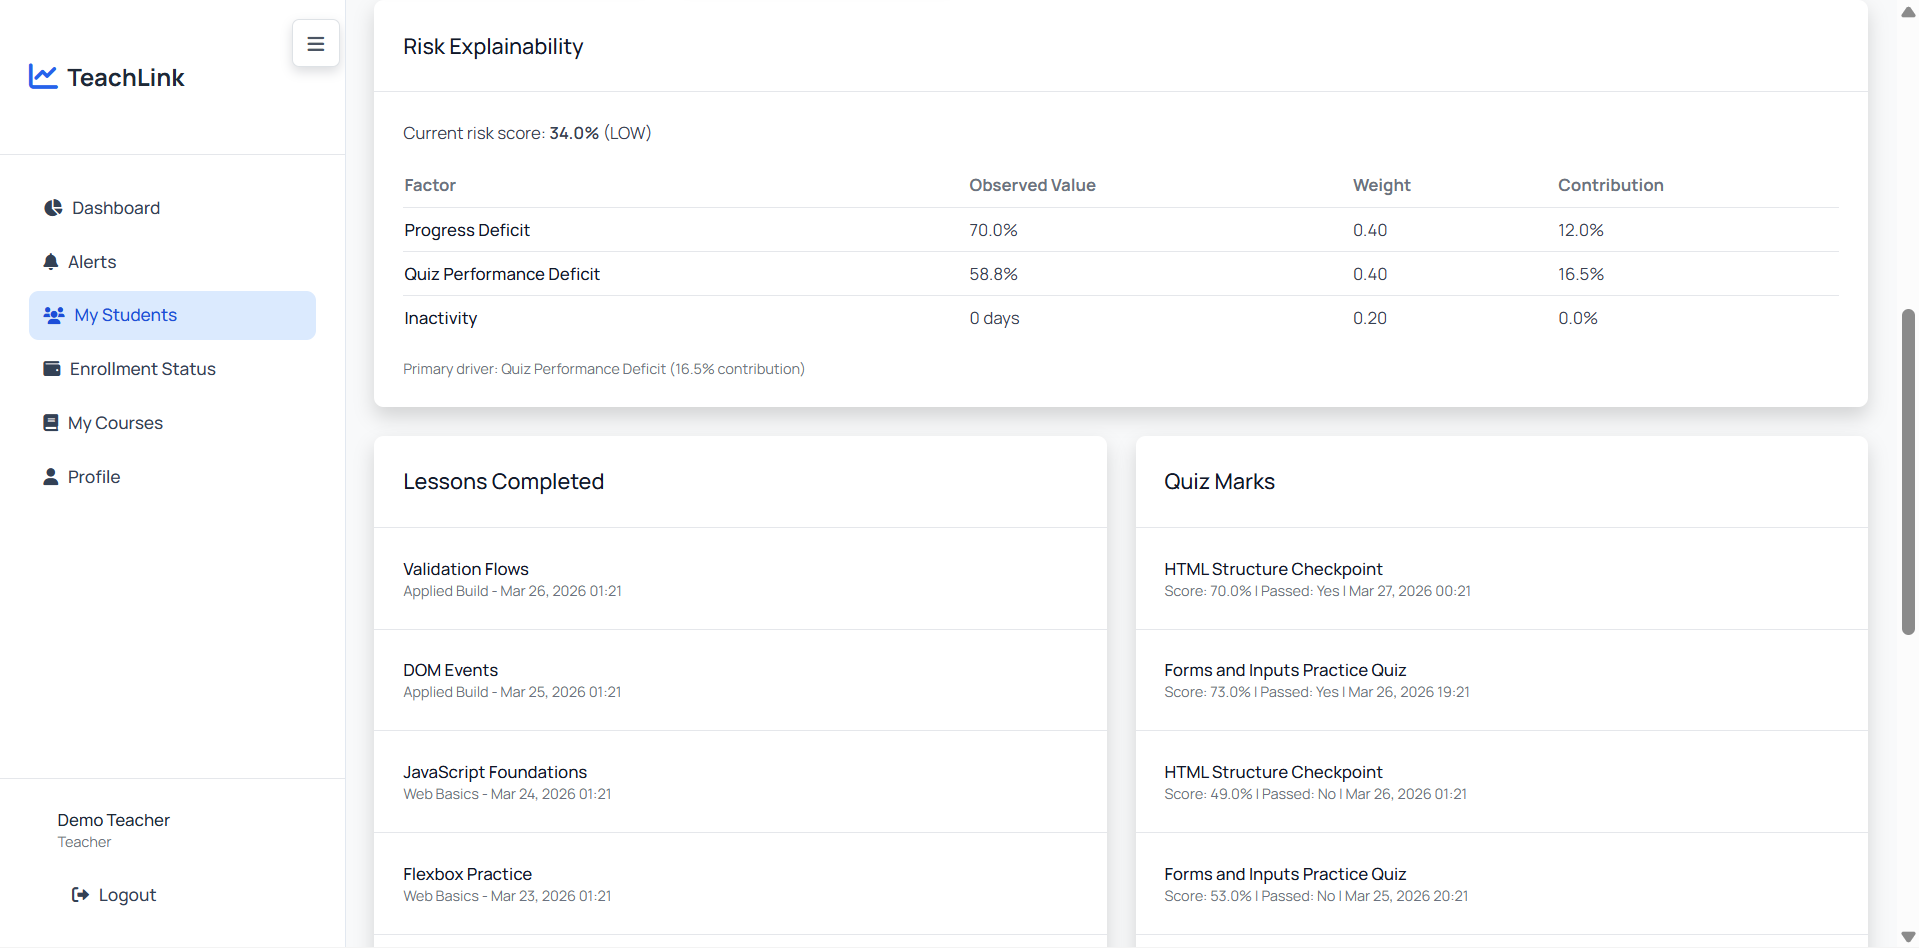 TeachLink
Dashboard
Alerts
My Students
Enrollment Status
My Courses
Profile
Demo Teacher
Teacher
Logout
Risk Explainability
Current risk score: 34.0% (LOW)
Factor Observed Value Weight Contribution
Progress Deficit 70.0% 0.40 12.0%
Quiz Performance Deficit 58.8% 0.40 16.5%
Inactivity 0 days 0.20 0.0%
Primary driver: Quiz Performance Deficit (16.5% contribution)
Lessons Completed
Validation Flows
Applied Build - Mar 26, 2026 01:21
DOM Events
Applied Build - Mar 25, 2026 01:21
JavaScript Foundations
Web Basics - Mar 24, 2026 01:21
Flexbox Practice
Web Basics - Mar 23, 2026 01:21
Quiz Marks
HTML Structure Checkpoint
Score: 70.0% | Passed: Yes | Mar 27, 2026 00:21
Forms and Inputs Practice Quiz
Score: 73.0% | Passed: Yes | Mar 26, 2026 19:21
HTML Structure Checkpoint
Score: 49.0% | Passed: No | Mar 26, 2026 01:21
Forms and Inputs Practice Quiz
Score: 53.0% | Passed: No | Mar 25, 2026 20:21